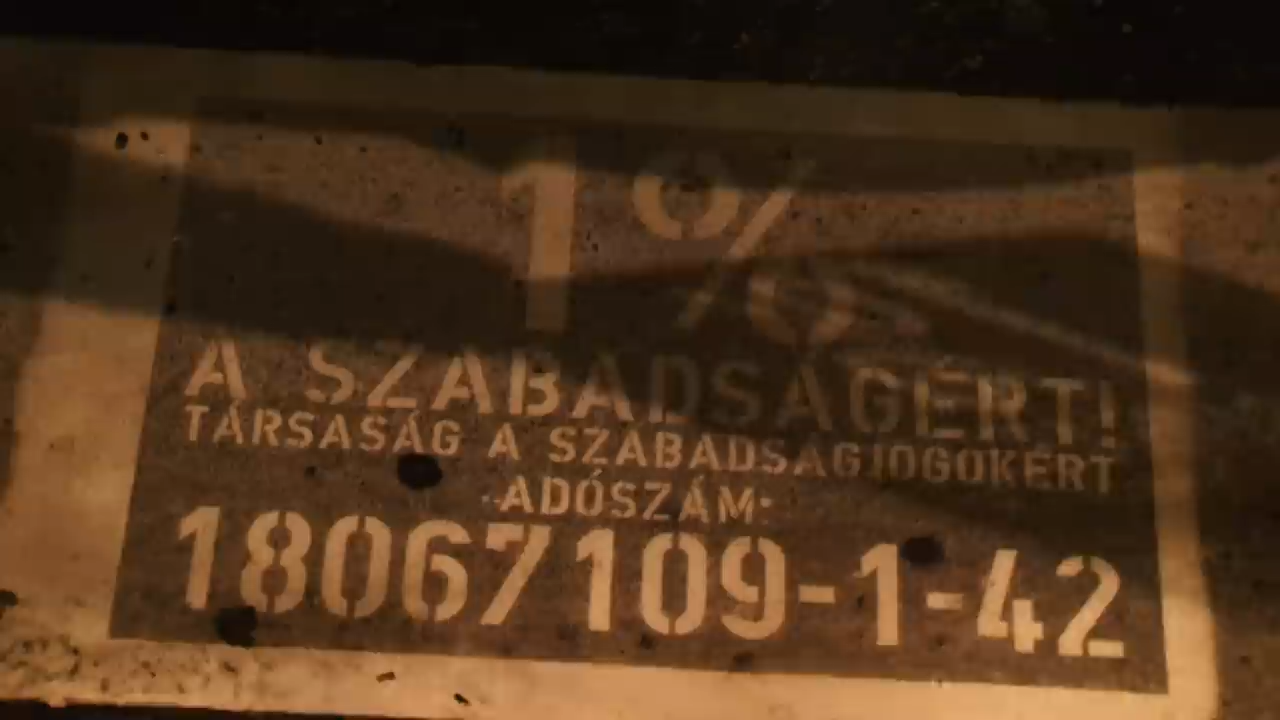 1%
A SZABADSÁGÉRT!
TÁRSASÁG A SZABADSÁGJOGOKÉRT
ADÓSZÁM:
18067109-1-42